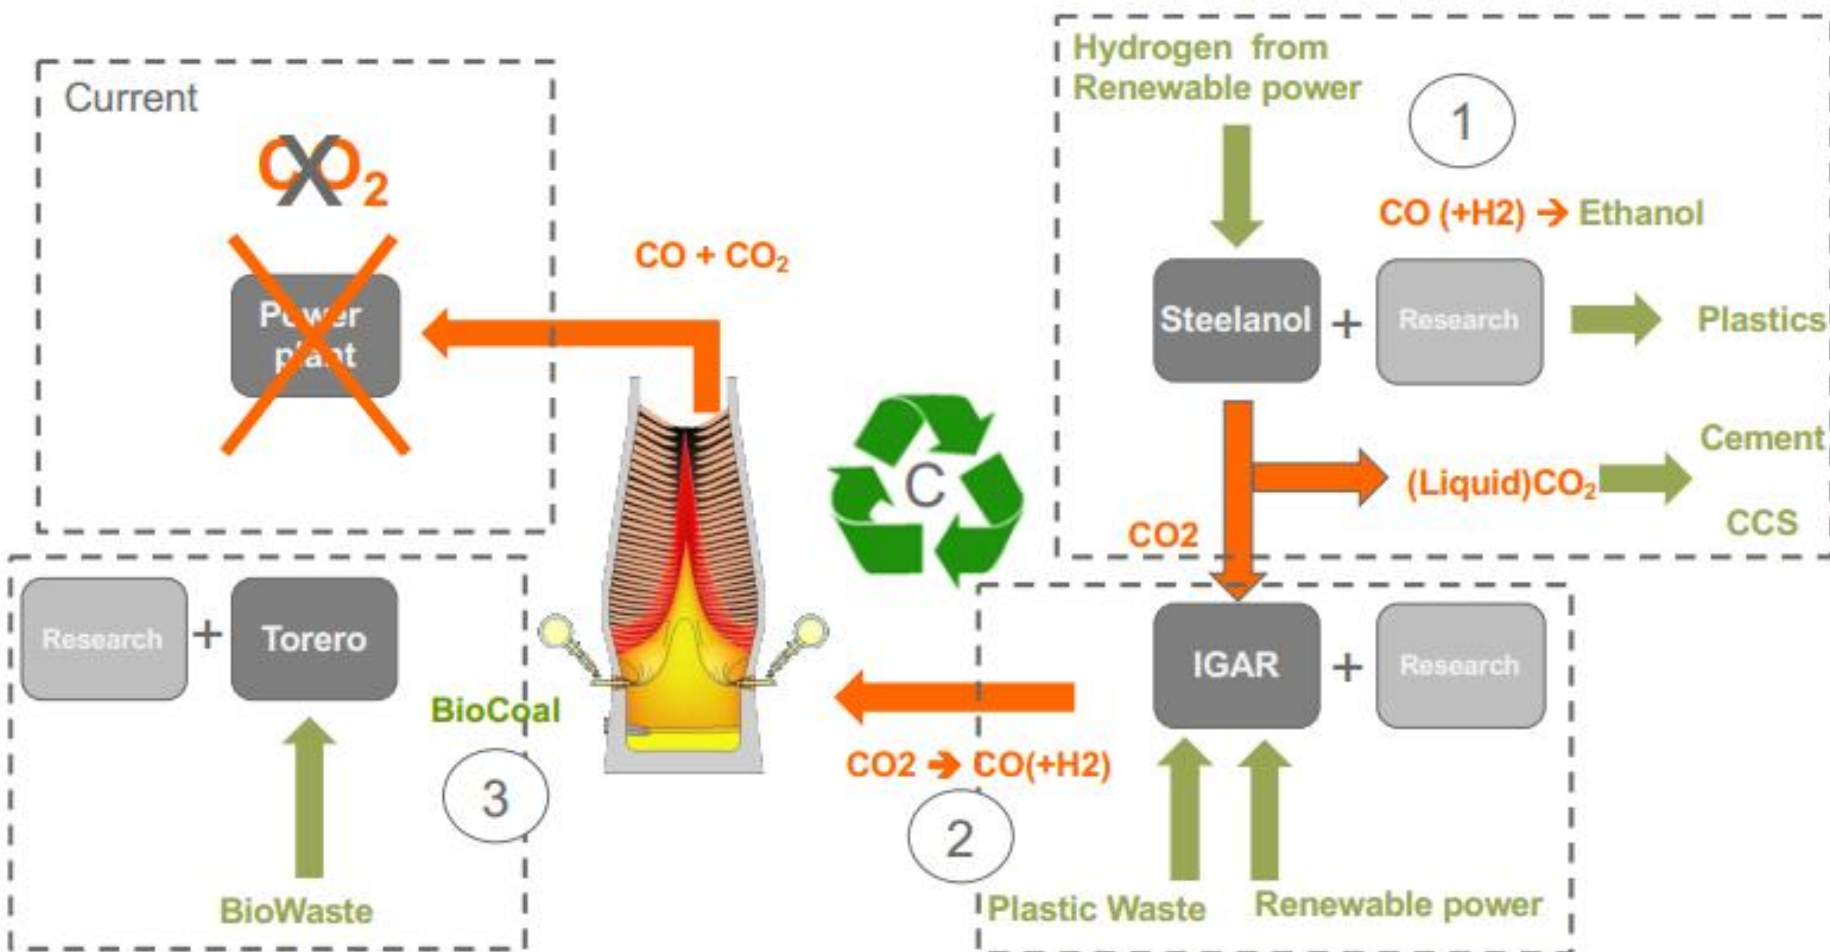 Current
CO₂
X
Power
plant
CO + CO₂
Hydrogen from
Renewable power
1
CO (+H2) ➔ Ethanol
Steelanol
+
Research
Plastics
Cement
(Liquid)CO₂
CCS
CO2
C
Research
+
Torero
BioCoal
3
BioWaste
IGAR
+
Research
CO2 ➔ CO(+H2)
2
Plastic Waste
Renewable power